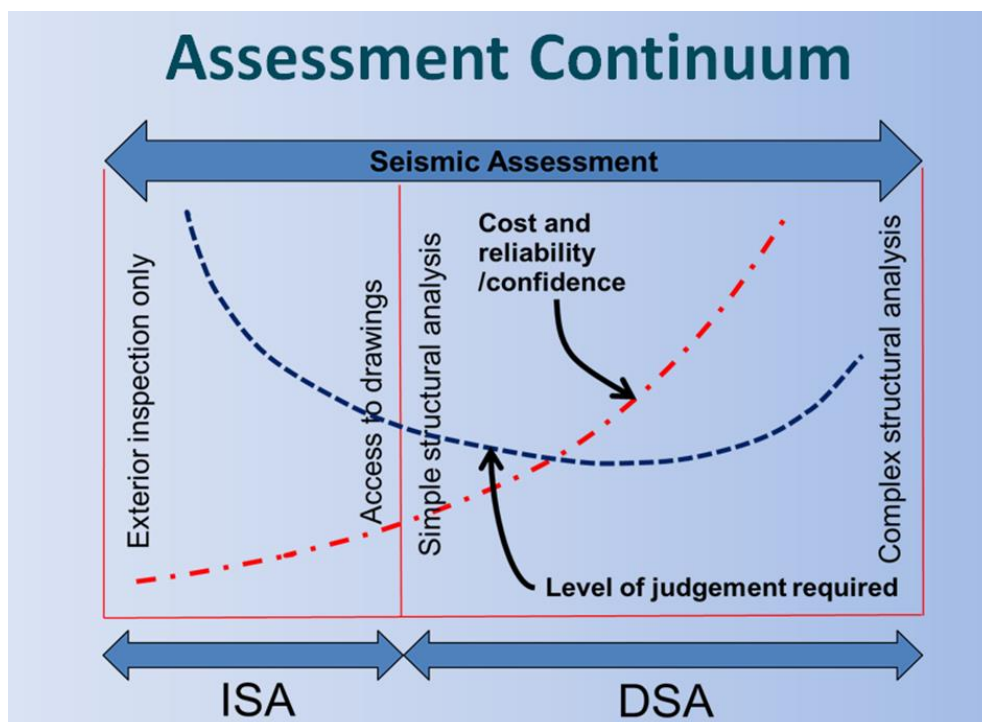 Assessment Continuum
Seismic Assessment
Exterior inspection only
Access to drawings
Simple structural analysis
Cost and
reliability
/confidence
Complex structural analysis
Level of judgement required
ISA
DSA